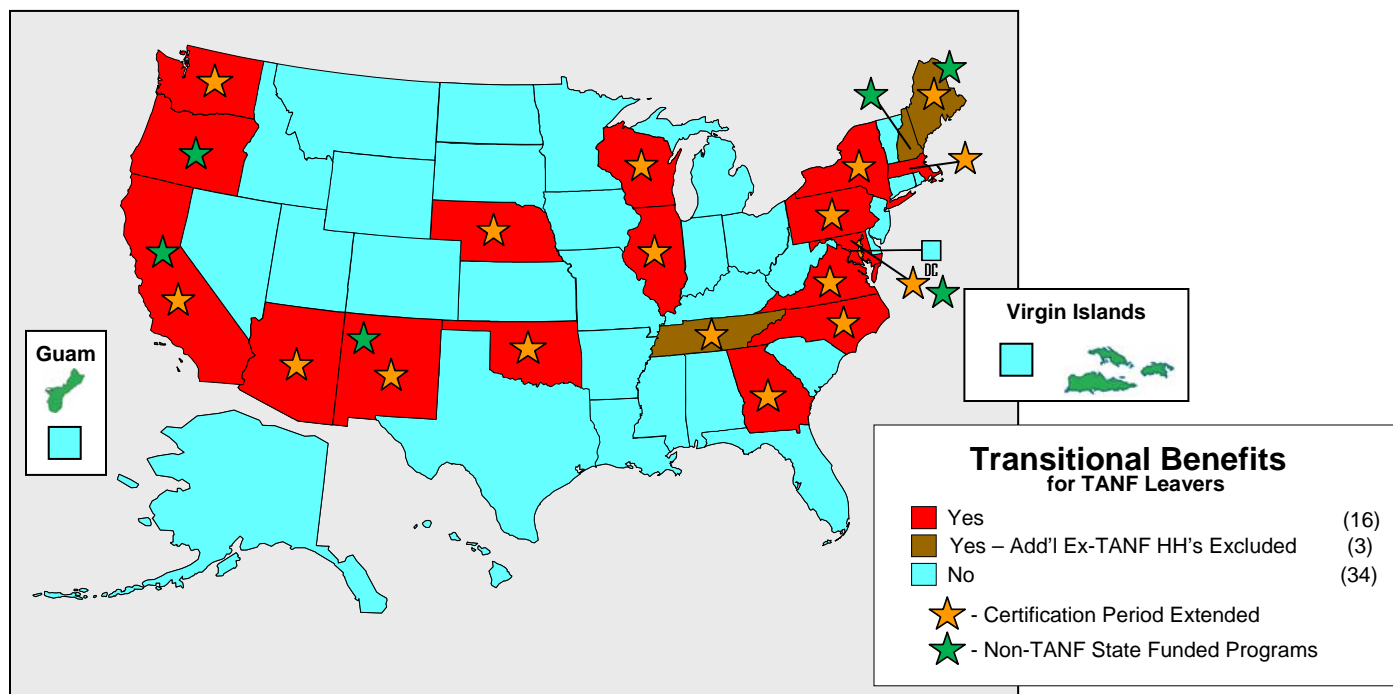 DC
Virgin Islands
Guam
Transitional Benefits
for TANF Leavers
Yes (16)
Yes – Add'l Ex-TANF HH's Excluded (3)
No (34)
- Certification Period Extended
- Non-TANF State Funded Programs